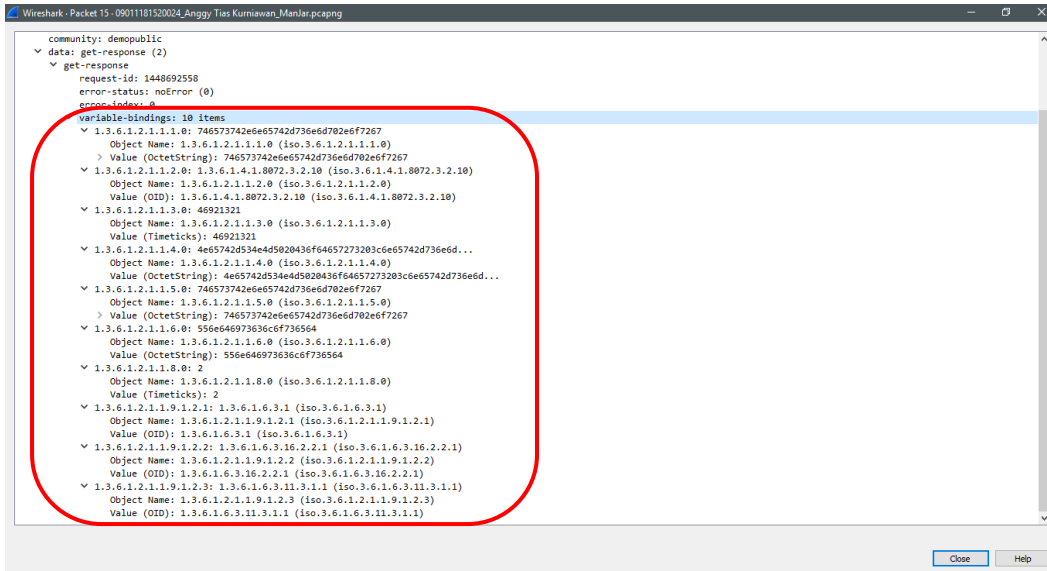 Wireshark · Packet 15 · 09011181520024_Anggy Tias Kurniawan_ManJar.pcapng
community: demopublic
data: get-response (2)
get-response
request-id: 1448692558
error-status: noError (0)
error-index: 0
variable-bindings: 10 items
1.3.6.1.2.1.1.1.0: 746573742e6e65742d736e6d702e6f7267
Object Name: 1.3.6.1.2.1.1.1.0 (iso.3.6.1.2.1.1.1.0)
Value (OctetString): 746573742e6e65742d736e6d702e6f7267
1.3.6.1.2.1.1.2.0: 1.3.6.1.4.1.8072.3.2.10 (iso.3.6.1.4.1.8072.3.2.10)
Object Name: 1.3.6.1.2.1.1.2.0 (iso.3.6.1.2.1.1.2.0)
Value (OID): 1.3.6.1.4.1.8072.3.2.10 (iso.3.6.1.4.1.8072.3.2.10)
1.3.6.1.2.1.1.3.0: 46921321
Object Name: 1.3.6.1.2.1.1.3.0 (iso.3.6.1.2.1.1.3.0)
Value (Timeticks): 46921321
1.3.6.1.2.1.1.4.0: 4e65742d534e4d5020436f64657273203c6e65742d736e6d...
Object Name: 1.3.6.1.2.1.1.4.0 (iso.3.6.1.2.1.1.4.0)
Value (OctetString): 4e65742d534e4d5020436f64657273203c6e65742d736e6d...
1.3.6.1.2.1.1.5.0: 746573742e6e65742d736e6d702e6f7267
Object Name: 1.3.6.1.2.1.1.5.0 (iso.3.6.1.2.1.1.5.0)
Value (OctetString): 746573742e6e65742d736e6d702e6f7267
1.3.6.1.2.1.1.6.0: 556e646973636c6f736564
Object Name: 1.3.6.1.2.1.1.6.0 (iso.3.6.1.2.1.1.6.0)
Value (OctetString): 556e646973636c6f736564
1.3.6.1.2.1.1.8.0: 2
Object Name: 1.3.6.1.2.1.1.8.0 (iso.3.6.1.2.1.1.8.0)
Value (Timeticks): 2
1.3.6.1.2.1.1.9.1.2.1: 1.3.6.1.6.3.1 (iso.3.6.1.6.3.1)
Object Name: 1.3.6.1.2.1.1.9.1.2.1 (iso.3.6.1.2.1.1.9.1.2.1)
Value (OID): 1.3.6.1.6.3.1 (iso.3.6.1.6.3.1)
1.3.6.1.2.1.1.9.1.2.2: 1.3.6.1.6.3.16.2.2.1 (iso.3.6.1.6.3.16.2.2.1)
Object Name: 1.3.6.1.2.1.1.9.1.2.2 (iso.3.6.1.2.1.1.9.1.2.2)
Value (OID): 1.3.6.1.6.3.16.2.2.1 (iso.3.6.1.6.3.16.2.2.1)
1.3.6.1.2.1.1.9.1.2.3: 1.3.6.1.6.3.11.3.1.1 (iso.3.6.1.6.3.11.3.1.1)
Object Name: 1.3.6.1.2.1.1.9.1.2.3 (iso.3.6.1.2.1.1.9.1.2.3)
Value (OID): 1.3.6.1.6.3.11.3.1.1 (iso.3.6.1.6.3.11.3.1.1)
Close
Help